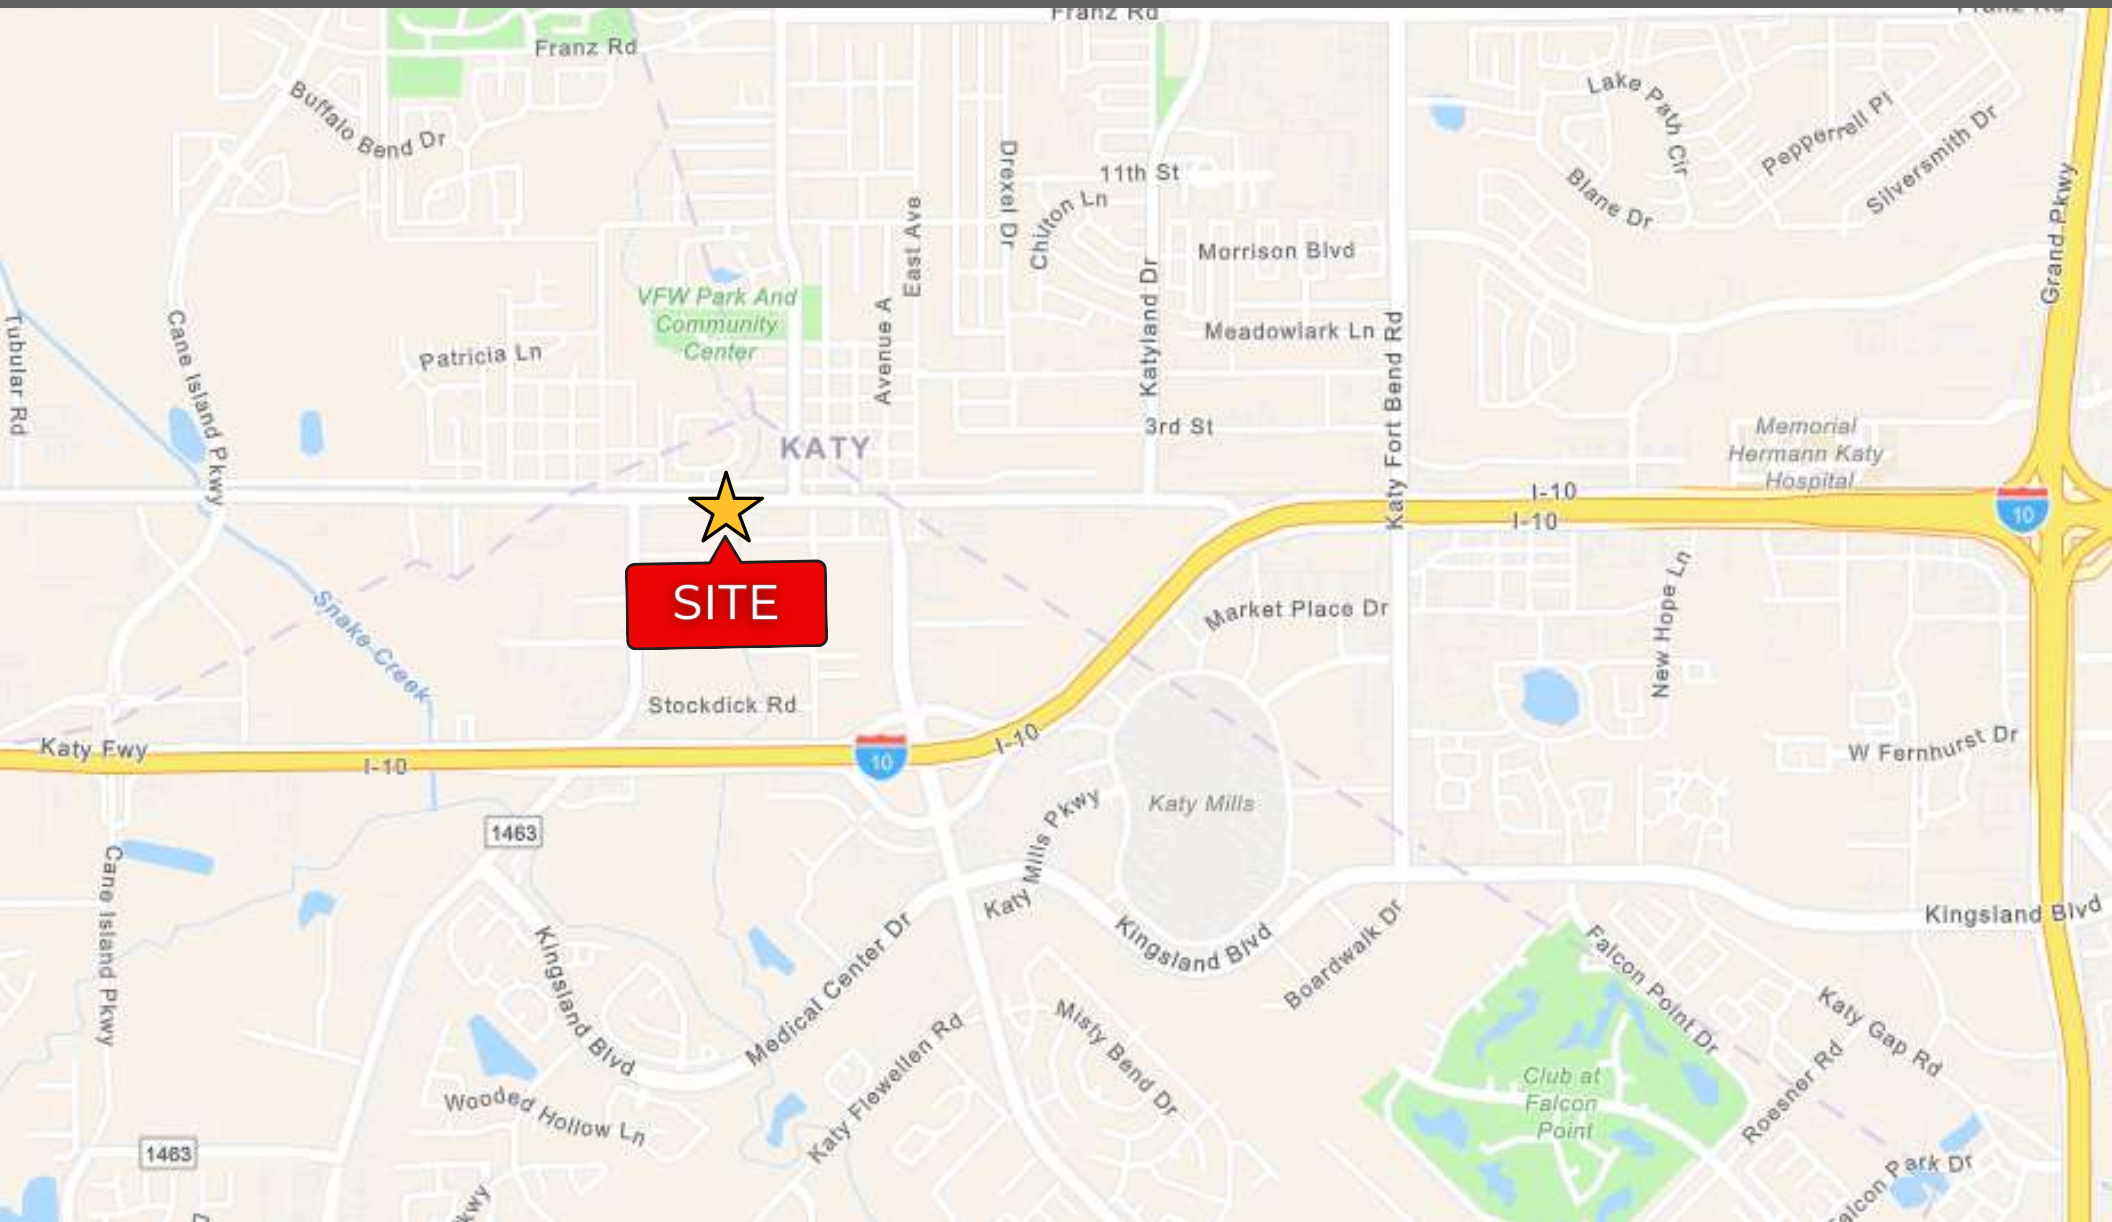 Franz Rd
Franz Rd
Franz Rd
Buffalo Bend Dr
Lake Path Cir
Pepperrell Pl
Silversmith Dr
Blane Dr
Grand Pkwy
Drexel Dr
11th St
Chilton Ln
East Ave
Morrison Blvd
Katyland Dr
VFW Park And
Community
Center
Avenue A
Meadowlark Ln
Katy Fort Bend Rd
Tubular Rd
Cane Island Pkwy
Patricia Ln
3rd St
KATY
Memorial
Hermann Katy
Hospital
I-10
I-10
10
SITE
Snake Creek
Market Place Dr
New Hope Ln
Stockdick Rd
Katy Fwy
I-10
10
I-10
W Fernhurst Dr
Katy Mills
Katy Mills Pkwy
1463
Cane Island Pkwy
Kingsland Blvd
Medical Center Dr
Kingsland Blvd
Boardwalk Dr
Kingsland Blvd
Falcon Point Dr
Katy Gap Rd
Roesner Rd
Misty Bend Dr
Katy Flewellen Rd
Wooded Hollow Ln
Club at
Falcon
Point
1463
Falcon Park Dr
kwy